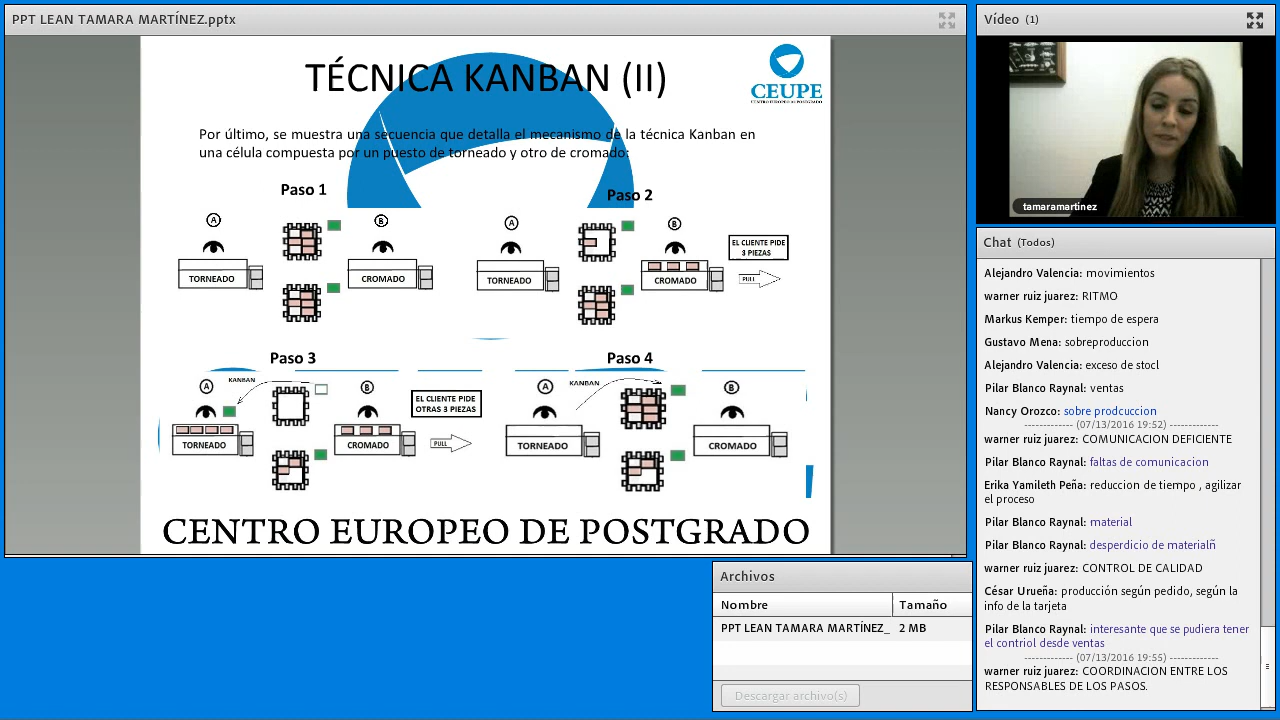 PPT LEAN TAMARA MARTÍNEZ.pptx
TÉCNICA KANBAN (II)
CEUPE
CENTRO EUROPEO DE POSTGRADO
Por último, se muestra una secuencia que detalla el mecanismo de la técnica Kanban en
una célula compuesta por un puesto de torneado y otro de cromado:
Paso 1
A
B
TORNEADO
CROMADO
Paso 2
A
B
TORNEADO
CROMADO
EL CLIENTE PIDE
3 PIEZAS
PULL
Paso 3
A
KANBAN
B
TORNEADO
CROMADO
EL CLIENTE PIDE
OTRAS 3 PIEZAS
PULL
Paso 4
A
KANBAN
B
TORNEADO
CROMADO
CENTRO EUROPEO DE POSTGRADO
Vídeo (1)
tamaramartinez
Chat (Todos)
Alejandro Valencia: movimientos
warner ruiz juarez: RITMO
Markus Kemper: tiempo de espera
Gustavo Mena: sobreproduccion
Alejandro Valencia: exceso de stocl
Pilar Blanco Raynal: ventas
Nancy Orozco: sobre prodcuccion
------------- (07/13/2016 19:52) -------------
warner ruiz juarez: COMUNICACION DEFICIENTE
Pilar Blanco Raynal: faltas de comunicacion
Erika Yamileth Peña: reduccion de tiempo , agilizar
el proceso
Pilar Blanco Raynal: material
Pilar Blanco Raynal: desperdicio de materialñ
warner ruiz juarez: CONTROL DE CALIDAD
César Urueña: producción según pedido, según la
info de la tarjeta
Pilar Blanco Raynal: interesante que se pudiera tener
el contriol desde ventas
------------- (07/13/2016 19:55) -------------
warner ruiz juarez: COORDINACION ENTRE LOS
RESPONSABLES DE LOS PASOS.
Archivos
Nombre
Tamaño
PPT LEAN TAMARA MARTÍNEZ_
2 MB
Descargar archivo(s)